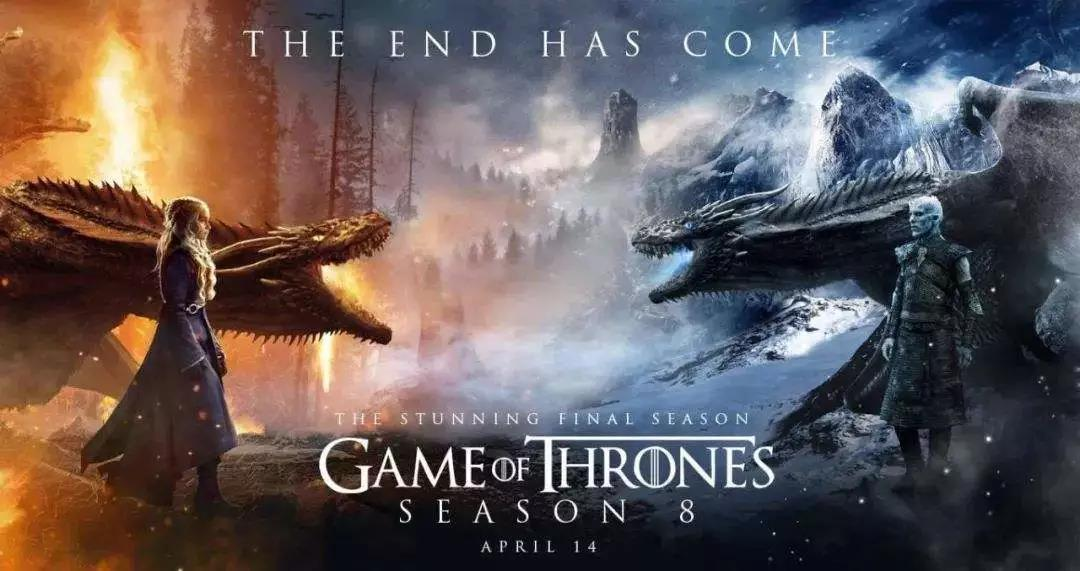 THE END HAS COME
THE STUNNING FINAL SEASON
GAME OF THRONES
SEASON 8
APRIL 14